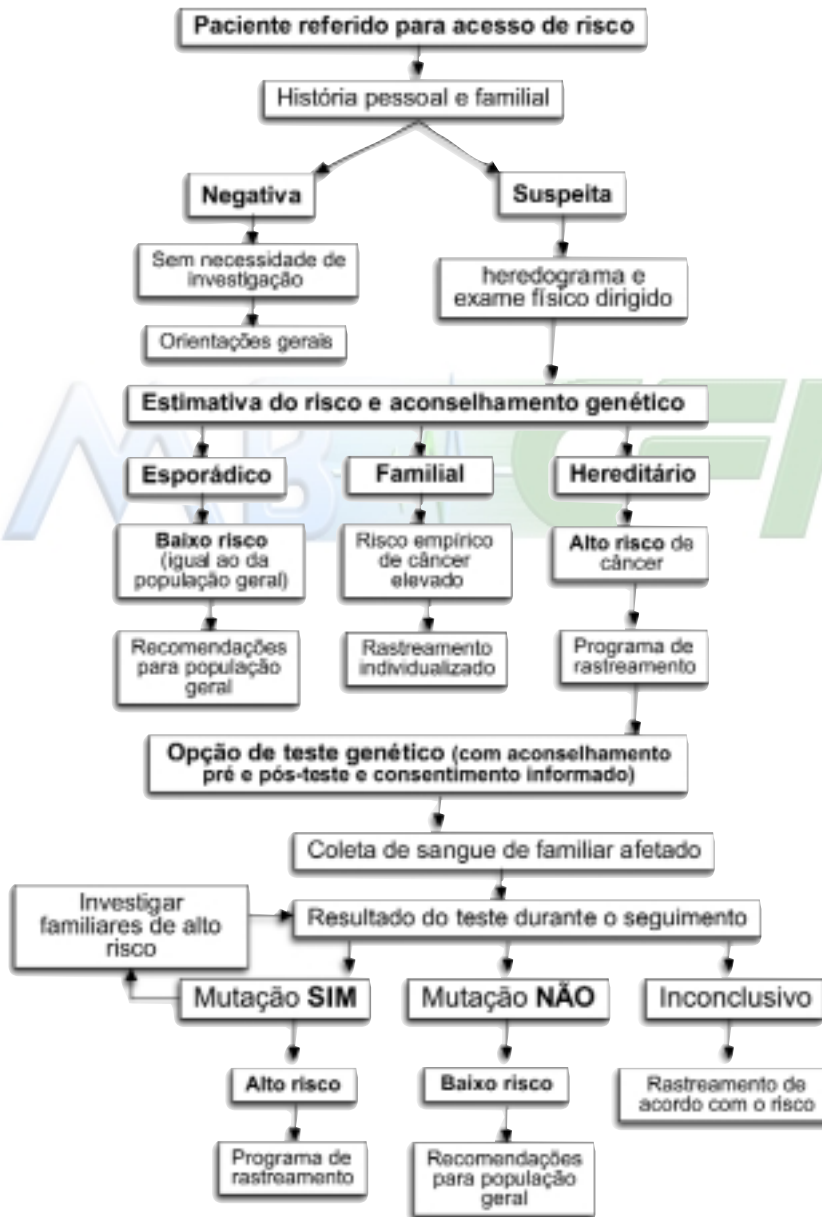 Paciente referido para acesso de risco
História pessoal e familial
Negativa
Suspeita
Sem necessidade de
investigação
heredograma e
exame físico dirigido
Orientações gerais
Estimativa do risco e aconselhamento genético
Esporádico
Familial
Hereditário
Baixo risco
(igual ao da
população geral)
Risco empírico
de câncer
elevado
Alto risco de
câncer
Recomendações
para população
geral
Rastreamento
individualizado
Programa de
rastreamento
Opção de teste genético (com aconselhamento
pré e pós-teste e consentimento informado)
Coleta de sangue de familiar afetado
Investigar
familiares de alto
risco
Resultado do teste durante o seguimento
Mutação SIM
Mutação NÃO
Inconclusivo
Alto risco
Baixo risco
Rastreamento de
acordo com o risco
Programa de
rastreamento
Recomendações
para população
geral